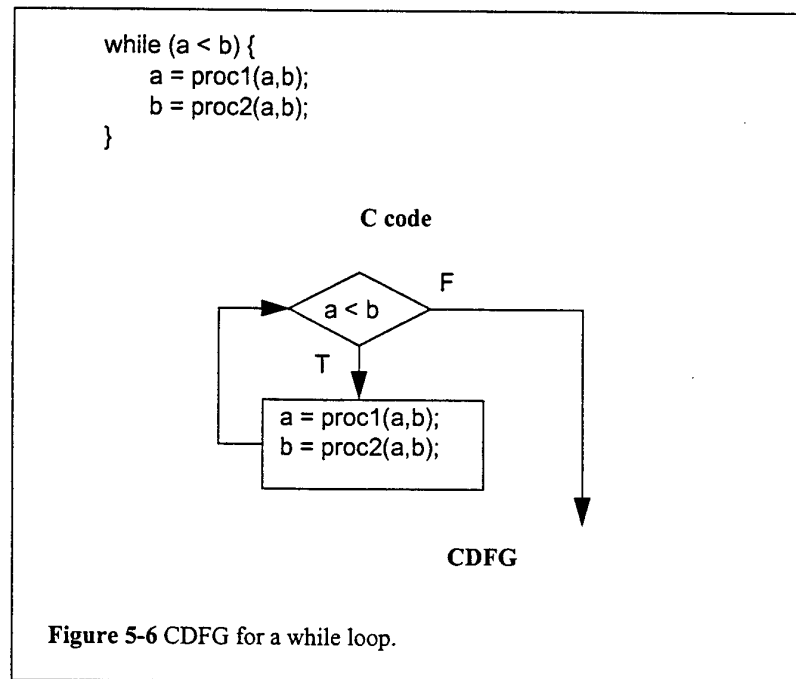 while (a < b) {
a = proc1(a,b);
b = proc2(a,b);
}
C code
a < b
F
T
a = proc1(a,b);
b = proc2(a,b);
CDFG
Figure 5-6 CDFG for a while loop.